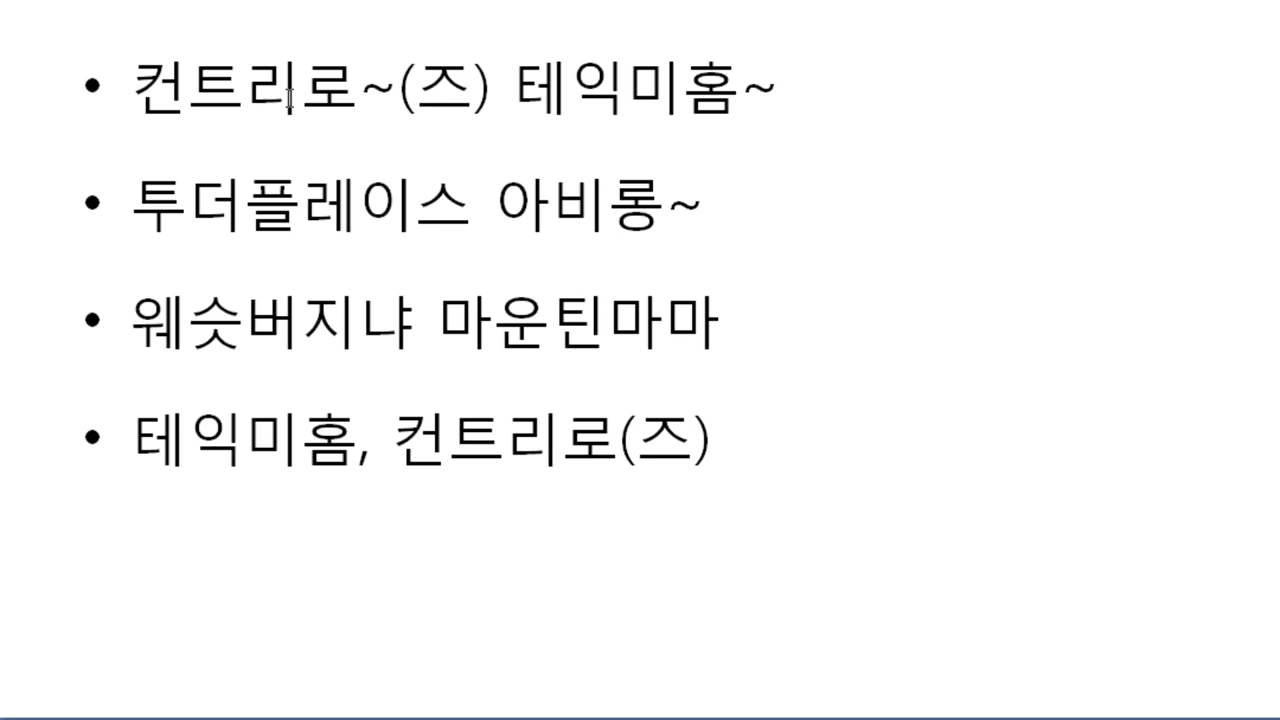 • 컨트리로~(즈) 테익미홈~
• 투더플레이스 아비롱~
• 웨슷버지냐 마운틴마마
• 테익미홈, 컨트리로(즈)